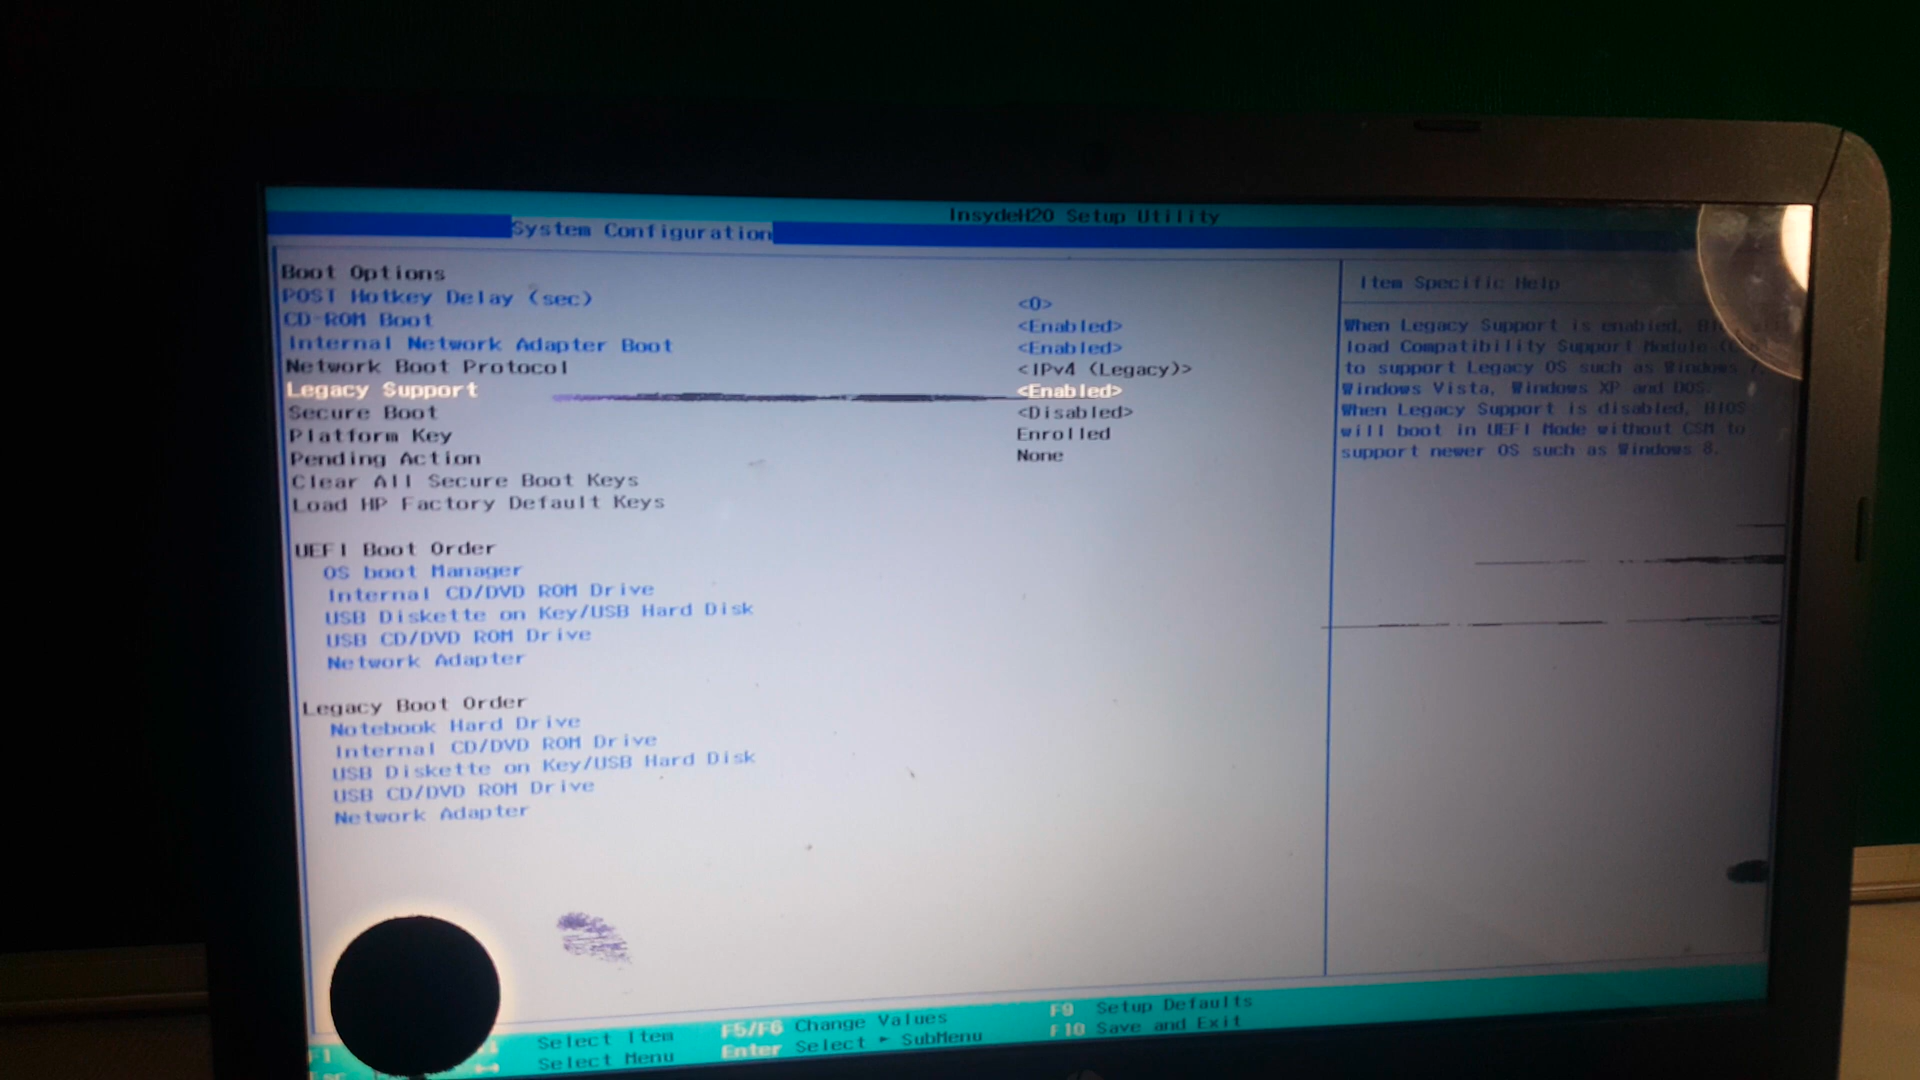 InsydeH20 Setup Utility
System Configuration
Boot Options
POST Hotkey Delay (sec) <0>
CD-ROM Boot <Enabled>
Internal Network Adapter Boot <Enabled>
Network Boot Protocol <IPv4 (Legacy)>
Legacy Support <Enabled>
Secure Boot <Disabled>
Platform Key Enrolled
Pending Action None
Clear All Secure Boot Keys
Load HP Factory Default Keys
UEFI Boot Order
OS boot Manager
Internal CD/DVD ROM Drive
USB Diskette on Key/USB Hard Disk
USB CD/DVD ROM Drive
Network Adapter
Legacy Boot Order
Notebook Hard Drive
Internal CD/DVD ROM Drive
USB Diskette on Key/USB Hard Disk
USB CD/DVD ROM Drive
Network Adapter
Item Specific Help
When Legacy Support is enabled,
load Compatibility Support Module
to support Legacy OS such as Windows 7,
Windows Vista, Windows XP and DOS.
When Legacy Support is disabled, BIOS
will boot in UEFI Mode without CSM to
support newer OS such as Windows 8.
F1 Select Item F5/F6 Change Values F9 Setup Defaults
Esc Select Menu Enter Select ► SubMenu F10 Save and Exit